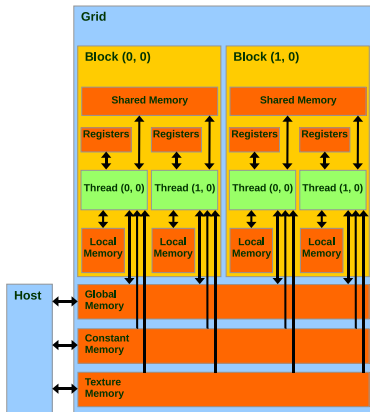 Grid
Block (0, 0)
Block (1, 0)
Shared Memory
Shared Memory
Registers
Registers
Registers
Registers
Thread (0, 0)
Thread (1, 0)
Thread (0, 0)
Thread (1, 0)
Local
Memory
Local
Memory
Local
Memory
Local
Memory
Host
Global
Memory
Constant
Memory
Texture
Memory